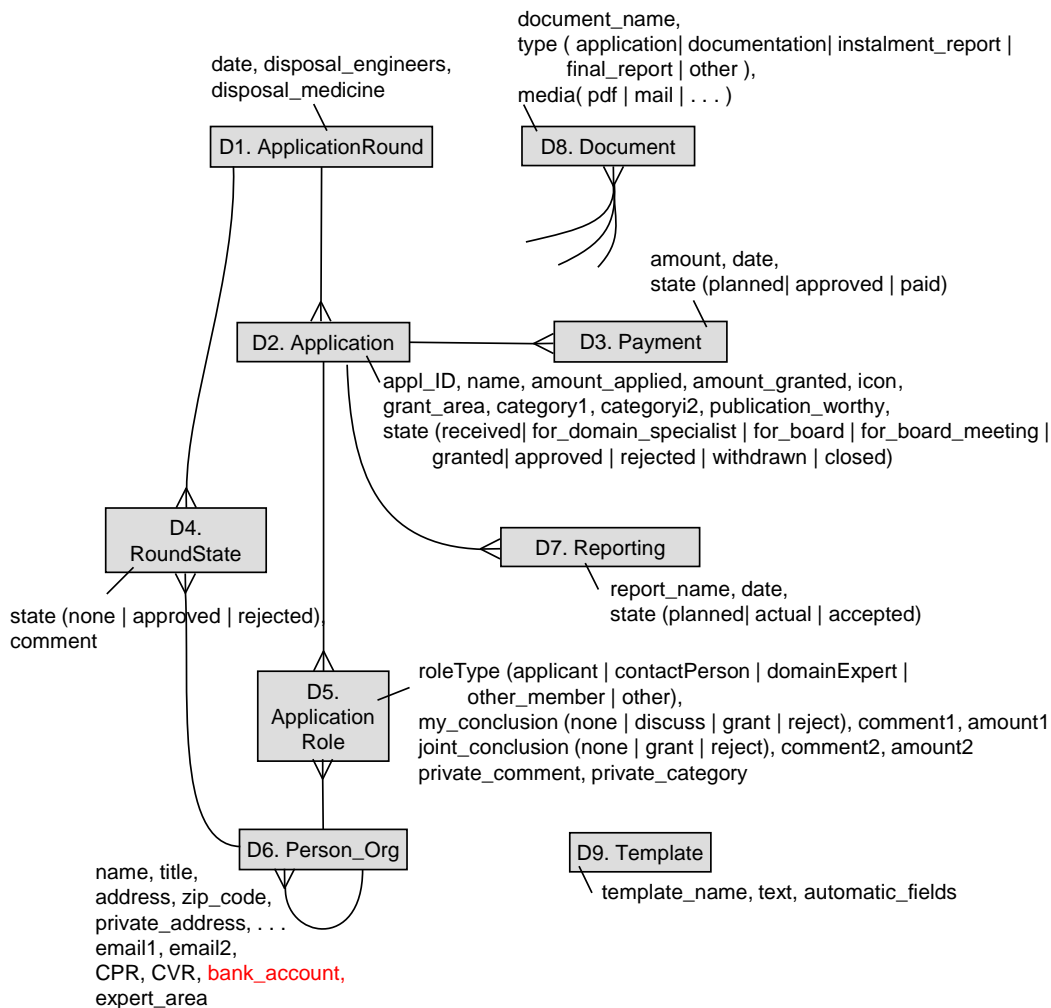 document_name,
type ( application| documentation| instalment_report |
final_report | other ),
media( pdf | mail | . . . )
date, disposal_engineers,
disposal_medicine
D1. ApplicationRound
D8. Document
amount, date,
state (planned| approved | paid)
D2. Application
D3. Payment
appl_ID, name, amount_applied, amount_granted, icon,
grant_area, category1, categoryi2, publication_worthy,
state (received| for_domain_specialist | for_board | for_board_meeting |
granted| approved | rejected | withdrawn | closed)
D4.
RoundState
D7. Reporting
state (none | approved | rejected),
comment
report_name, date,
state (planned| actual | accepted)
D5.
Application
Role
roleType (applicant | contactPerson | domainExpert |
other_member | other),
my_conclusion (none | discuss | grant | reject), comment1, amount1
joint_conclusion (none | grant | reject), comment2, amount2
private_comment, private_category
D6. Person_Org
D9. Template
name, title,
address, zip_code,
private_address, . . .
email1, email2,
CPR, CVR, bank_account,
expert_area
template_name, text, automatic_fields